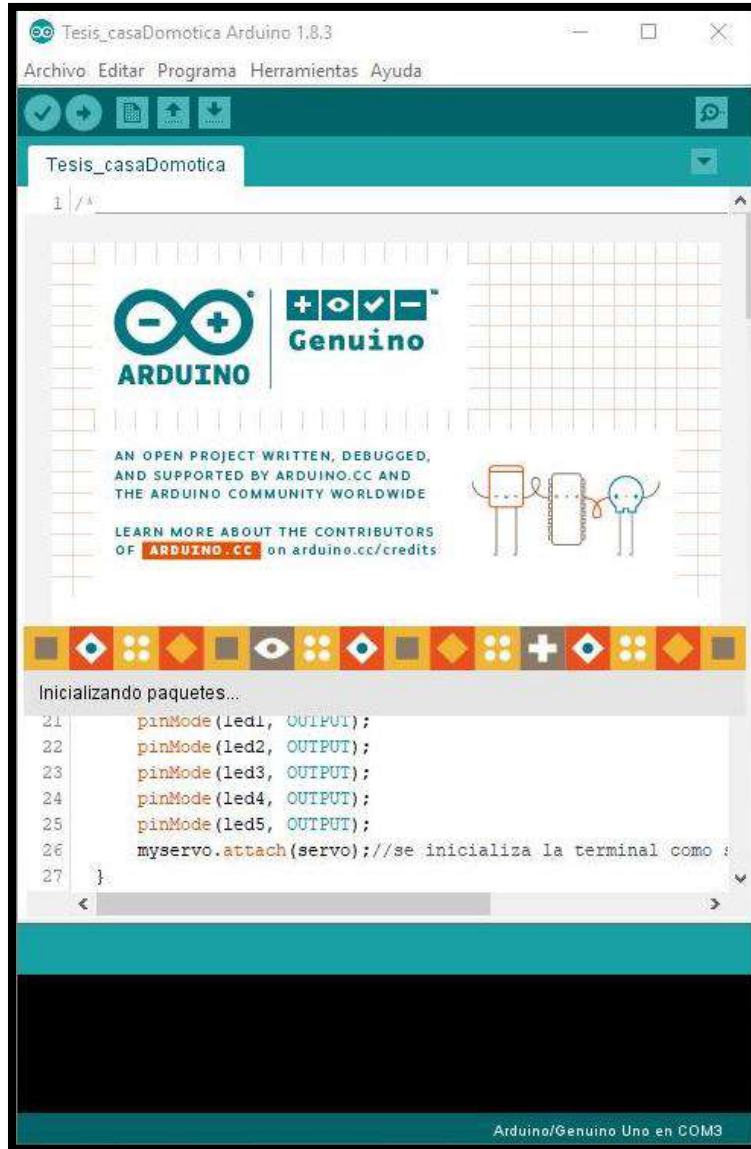 Tesis_casaDomotica Arduino 1.8.3
Archivo Editar Programa Herramientas Ayuda
Tesis_casaDomotica
1 /*
ARDUINO
Genuino
™
AN OPEN PROJECT WRITTEN, DEBUGGED,
AND SUPPORTED BY ARDUINO.CC AND
THE ARDUINO COMMUNITY WORLDWIDE
LEARN MORE ABOUT THE CONTRIBUTORS
OF ARDUINO.CC on arduino.cc/credits
Inicializando paquetes...
21 pinMode(led1, OUTPUT);
22 pinMode(led2, OUTPUT);
23 pinMode(led3, OUTPUT);
24 pinMode(led4, OUTPUT);
25 pinMode(led5, OUTPUT);
26 myservo.attach(servo);//se inicializa la terminal como
27 }
Arduino/Genuino Uno en COM3